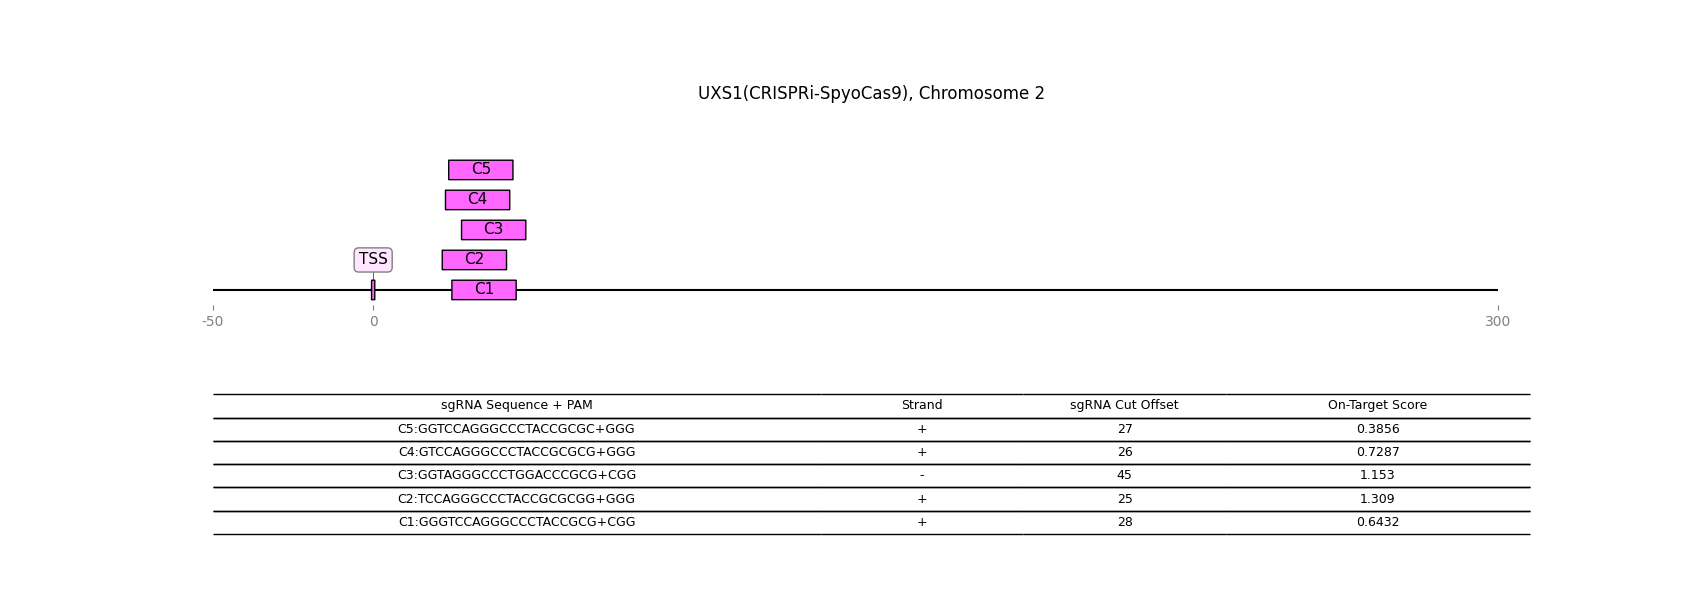 UXS1(CRISPRi-SpyoCas9), Chromosome 2
C5
C4
C3
TSS C2
C1
-50 0 300
sgRNA Sequence + PAM Strand sgRNA Cut Offset On-Target Score
C5:GGTCCAGGGCCCTACCGCGC+GGG + 27 0.3856
C4:GTCCAGGGCCCTACCGCGCG+GGG + 26 0.7287
C3:GGTAGGGCCCTGGACCCGCG+CGG - 45 1.153
C2:TCCAGGGCCCTACCGCGCGG+GGG + 25 1.309
C1:GGGTCCAGGGCCCTACCGCG+CGG + 28 0.6432